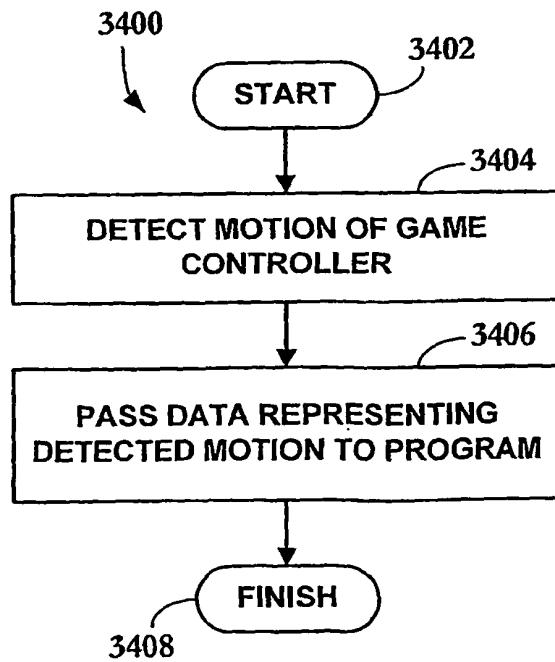 3400
3402
START
3404
DETECT MOTION OF GAME
CONTROLLER
3406
PASS DATA REPRESENTING
DETECTED MOTION TO PROGRAM
FINISH
3408